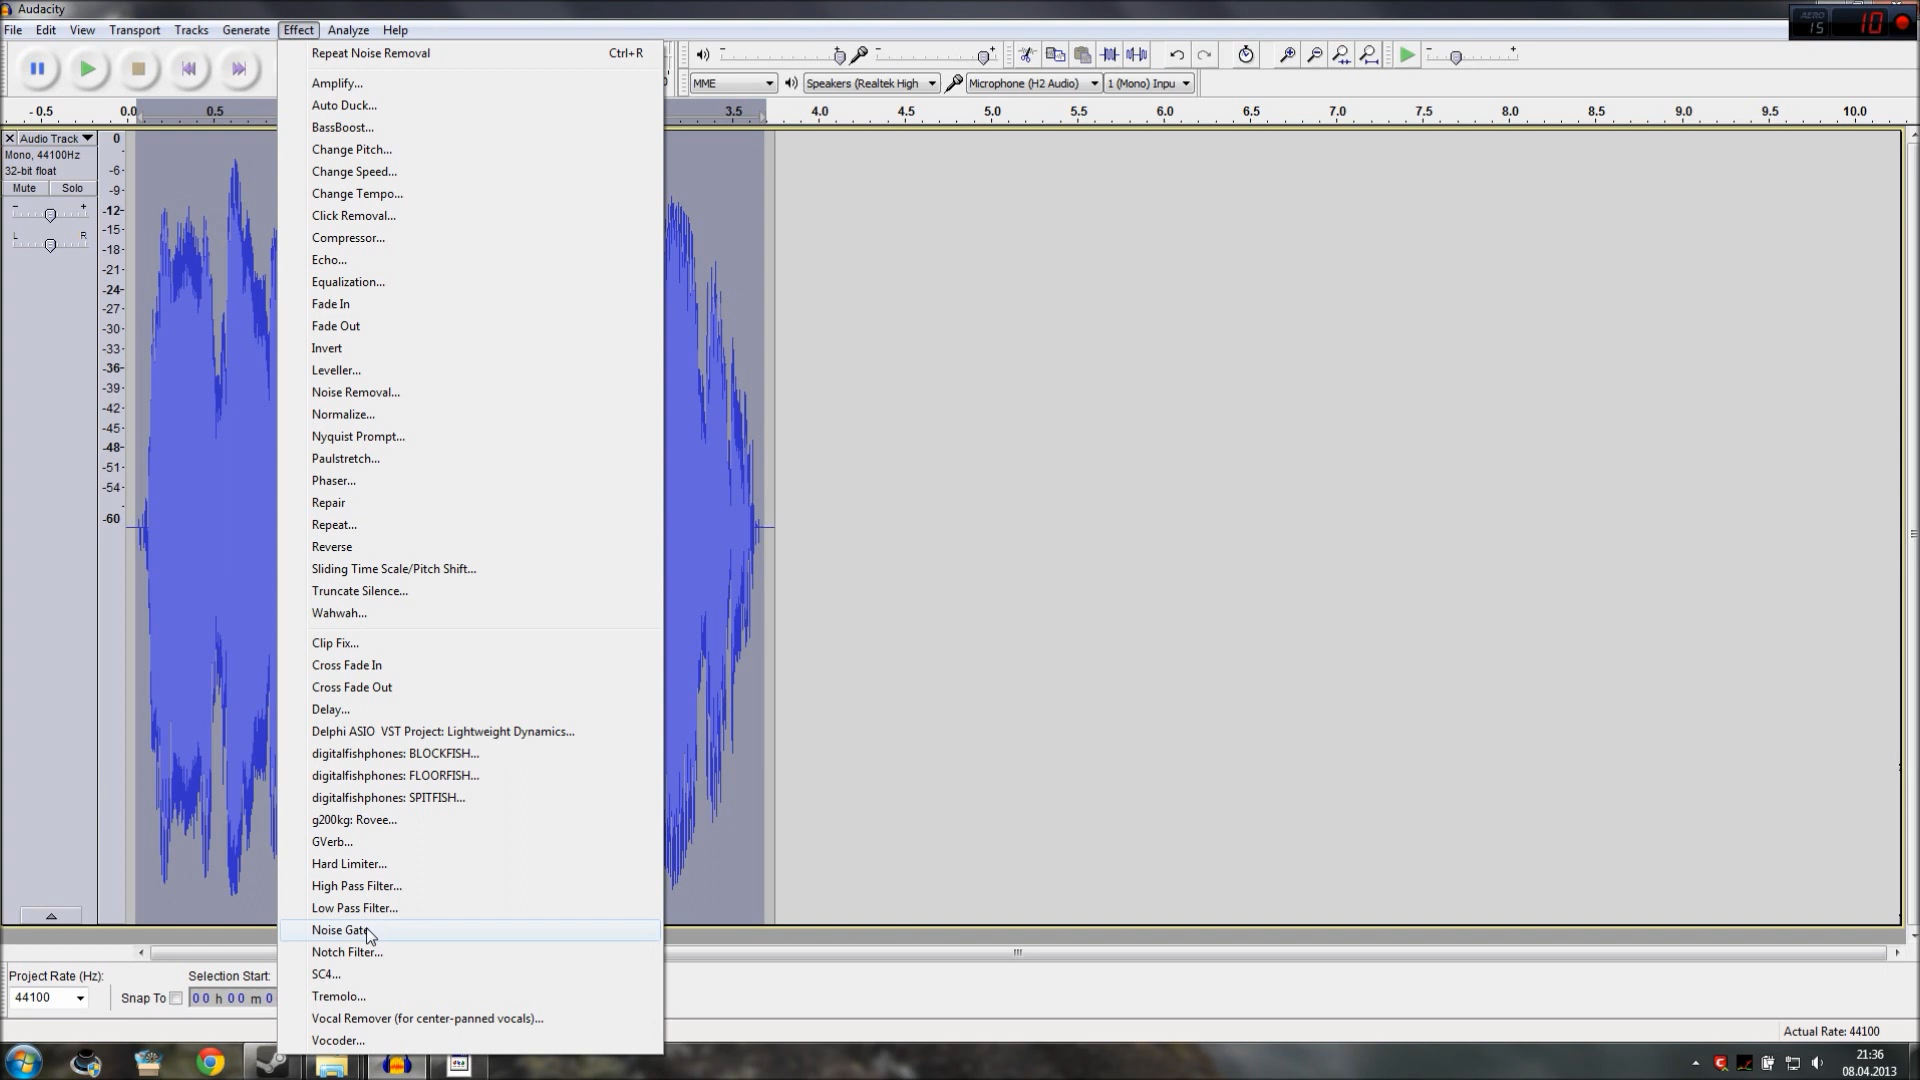 Audacity
File Edit View Transport Tracks Generate Effect Analyze Help
15 10
Repeat Noise Removal Ctrl+R
Amplify...
Auto Duck...
BassBoost...
Change Pitch...
Change Speed...
Change Tempo...
Click Removal...
Compressor...
Echo...
Equalization...
Fade In
Fade Out
Invert
Leveller...
Noise Removal...
Normalize...
Nyquist Prompt...
Paulstretch...
Phaser...
Repair
Repeat...
Reverse
Sliding Time Scale/Pitch Shift...
Truncate Silence...
Wahwah...
Clip Fix...
Cross Fade In
Cross Fade Out
Delay...
Delphi ASIO VST Project: Lightweight Dynamics...
digitalfishphones: BLOCKFISH...
digitalfishphones: FLOORFISH...
digitalfishphones: SPITFISH...
g200kg: Rovee...
GVerb...
Hard Limiter...
High Pass Filter...
Low Pass Filter...
Noise Gate
Notch Filter...
SC4...
Tremolo...
Vocal Remover (for center-panned vocals)...
Vocoder...
MME Speakers (Realtek High Microphone (H2 Audio) 1 (Mono) Inpu
-0.5 0.0 0.5 3.5 4.0 4.5 5.0 5.5 6.0 6.5 7.0 7.5 8.0 8.5 9.0 9.5 10.0
Audio Track
Mono, 44100Hz
32-bit float
Mute Solo
- +
L R
0
-6
-9
-12
-15
-18
-21
-24
-27
-30
-33
-36
-39
-42
-45
-48
-51
-54
-60
Project Rate (Hz): Selection Start:
44100 Snap To 00 h 00 m 0
Actual Rate: 44100
21:36
08.04.2013